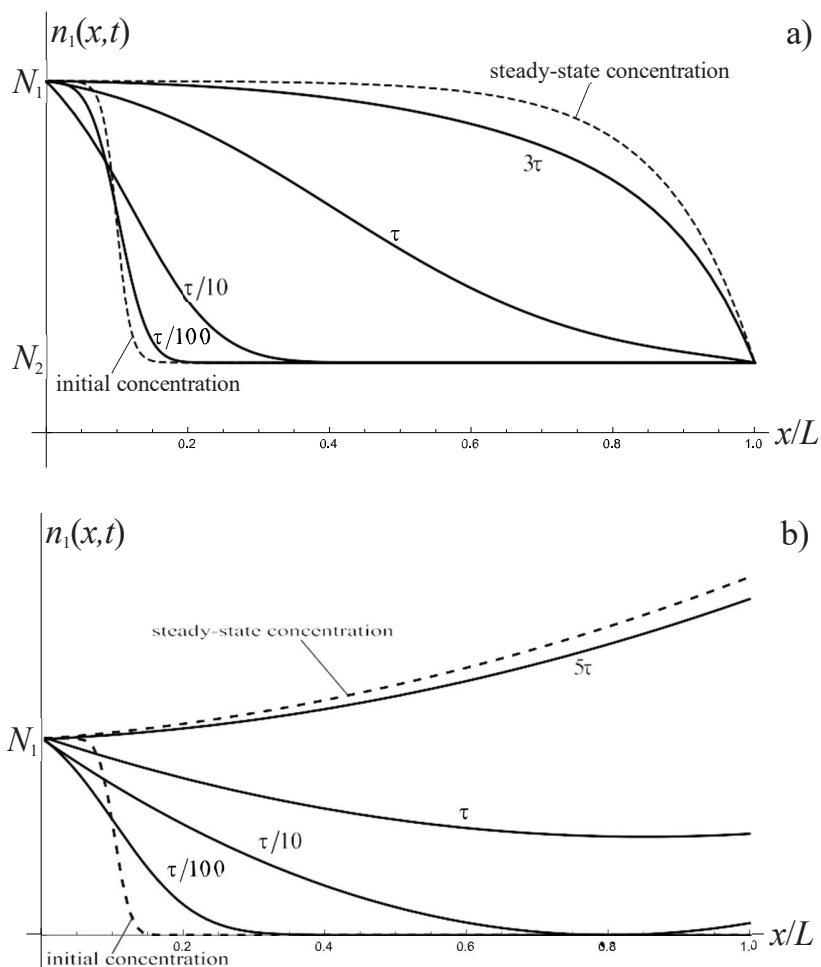 n₁(x,t)
a)
N₁
steady-state concentration
3τ
τ
τ/10
τ/100
N₂
initial concentration
0.2 0.4 0.6 0.8 1.0 x/L
n₁(x,t)
b)
steady-state concentration
5τ
N₁
τ
τ/10
τ/100
0.2 0.4 0.6 0.8 1.0 x/L
initial concentration